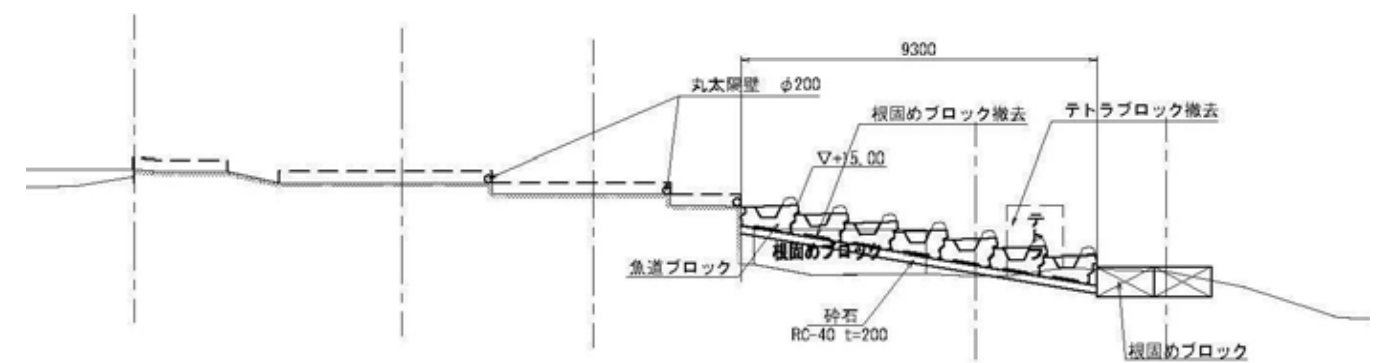 9300
丸太隔壁 φ200
根固めブロック撤去
テトラブロック撤去
▽+15.00
テトラ
根固めブロック
魚道ブロック
砕石
RC-40 t=200
根固めブロック